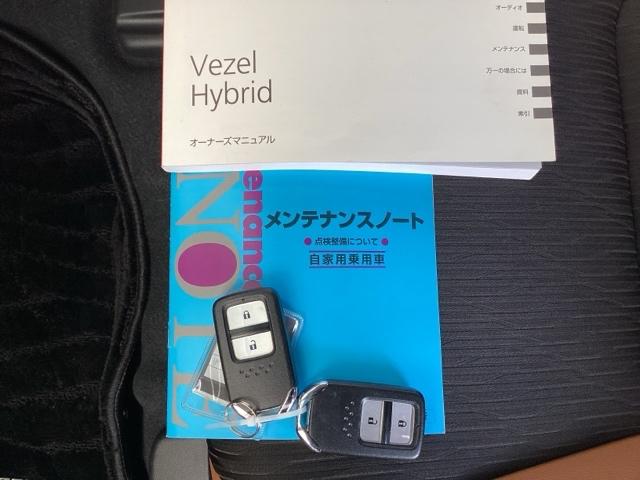 オーディオ
運転
メンテナンス
万一の場合には
資料
索引
Vezel
Hybrid
オーナーズマニュアル
enance
NOTE
メンテナンスノート
● 点検整備について ●
自家用乗用車